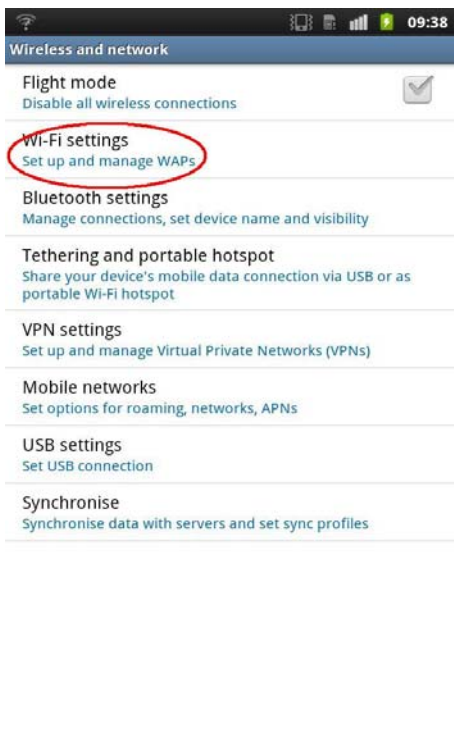 09:38
Wireless and network
Flight mode
Disable all wireless connections
Wi-Fi settings
Set up and manage WAPs
Bluetooth settings
Manage connections, set device name and visibility
Tethering and portable hotspot
Share your device's mobile data connection via USB or as
portable Wi-Fi hotspot
VPN settings
Set up and manage Virtual Private Networks (VPNs)
Mobile networks
Set options for roaming, networks, APNs
USB settings
Set USB connection
Synchronise
Synchronise data with servers and set sync profiles